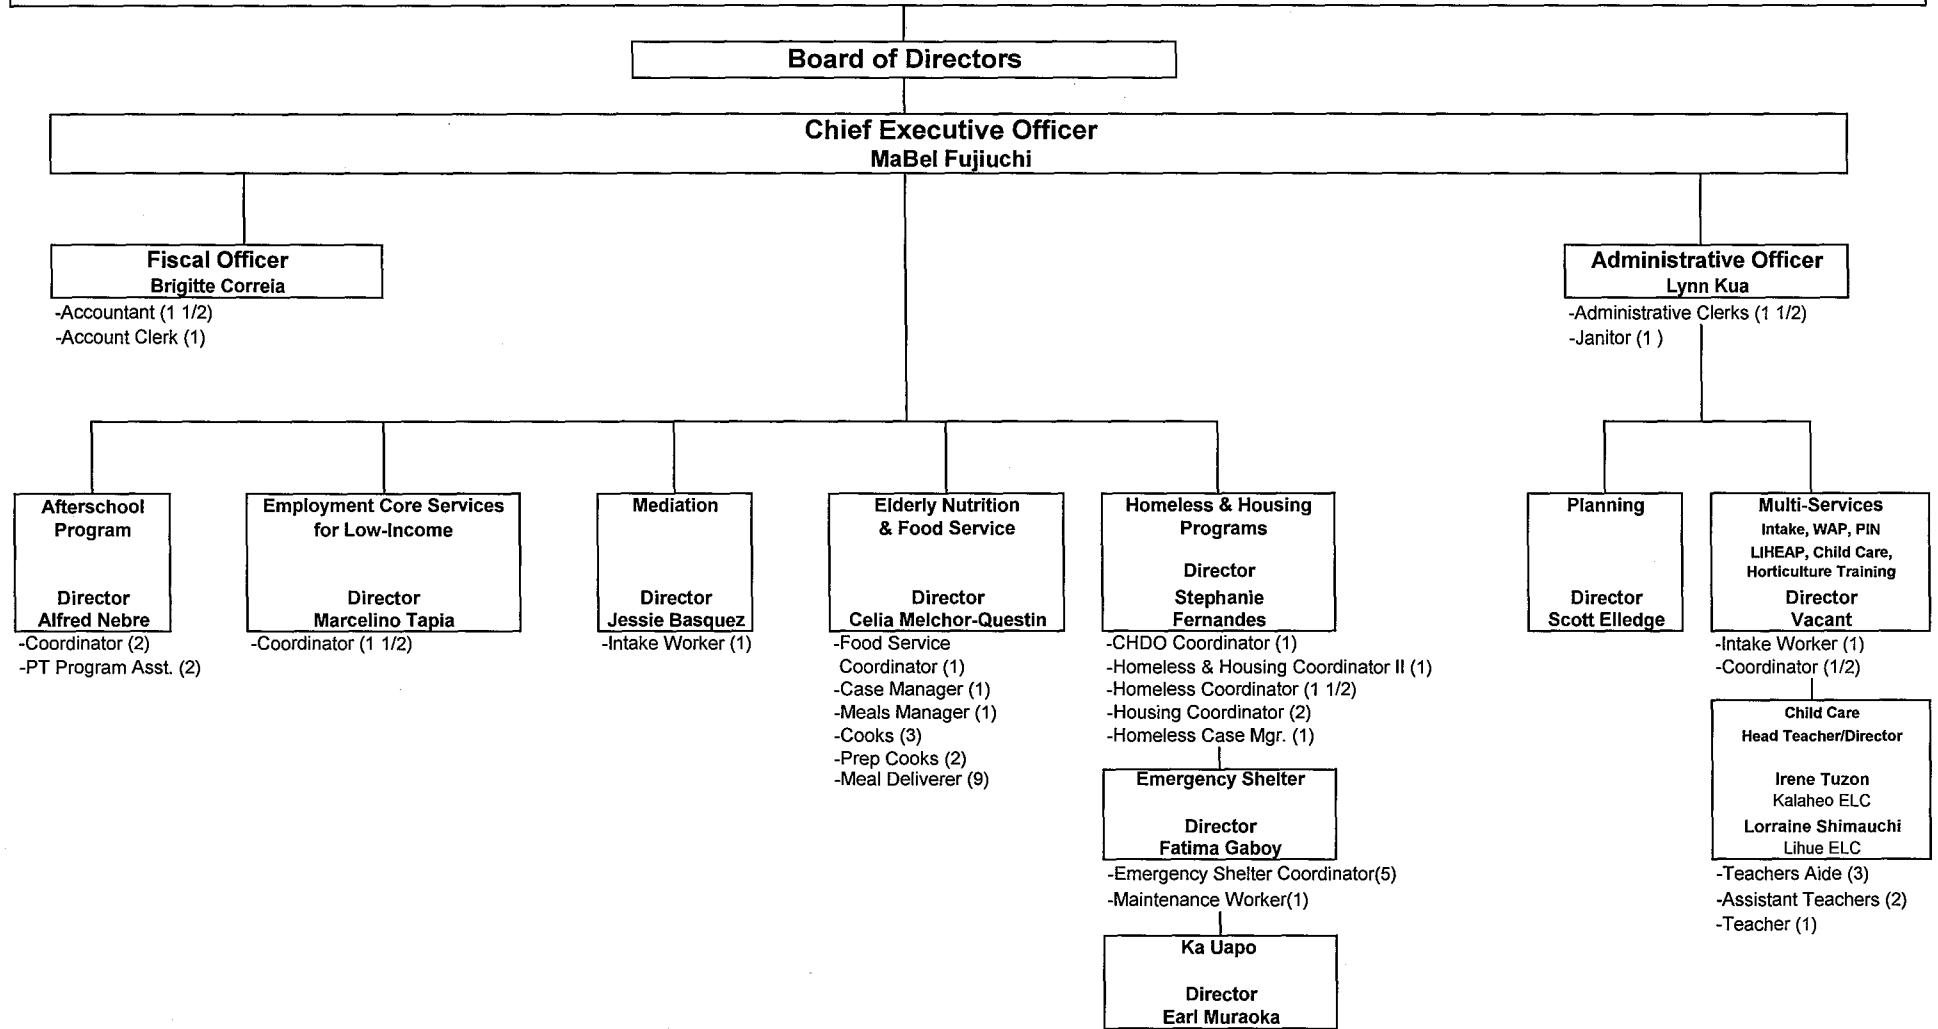 Board of Directors
Chief Executive Officer
MaBel Fujiuchi
Fiscal Officer
Brigitte Correia
-Accountant (1 1/2)
-Account Clerk (1)
Administrative Officer
Lynn Kua
-Administrative Clerks (1 1/2)
-Janitor (1 )
Afterschool
Program
Director
Alfred Nebre
-Coordinator (2)
-PT Program Asst. (2)
Employment Core Services
for Low-Income
Director
Marcelino Tapia
-Coordinator (1 1/2)
Mediation
Director
Jessie Basquez
-Intake Worker (1)
Elderly Nutrition
& Food Service
Director
Celia Melchor-Questin
-Food Service
Coordinator (1)
-Case Manager (1)
-Meals Manager (1)
-Cooks (3)
-Prep Cooks (2)
-Meal Deliverer (9)
Homeless & Housing
Programs
Director
Stephanie
Fernandes
-CHDO Coordinator (1)
-Homeless & Housing Coordinator II (1)
-Homeless Coordinator (1 1/2)
-Housing Coordinator (2)
-Homeless Case Mgr. (1)
Emergency Shelter
Director
Fatima Gaboy
-Emergency Shelter Coordinator(5)
-Maintenance Worker(1)
Ka Uapo
Director
Earl Muraoka
Planning
Director
Scott Elledge
Multi-Services
Intake, WAP, PIN
LIHEAP, Child Care,
Horticulture Training
Director
Vacant
-Intake Worker (1)
-Coordinator (1/2)
Child Care
Head Teacher/Director
Irene Tuzon
Kalaheo ELC
Lorraine Shimauchi
Lihue ELC
-Teachers Aide (3)
-Assistant Teachers (2)
-Teacher (1)